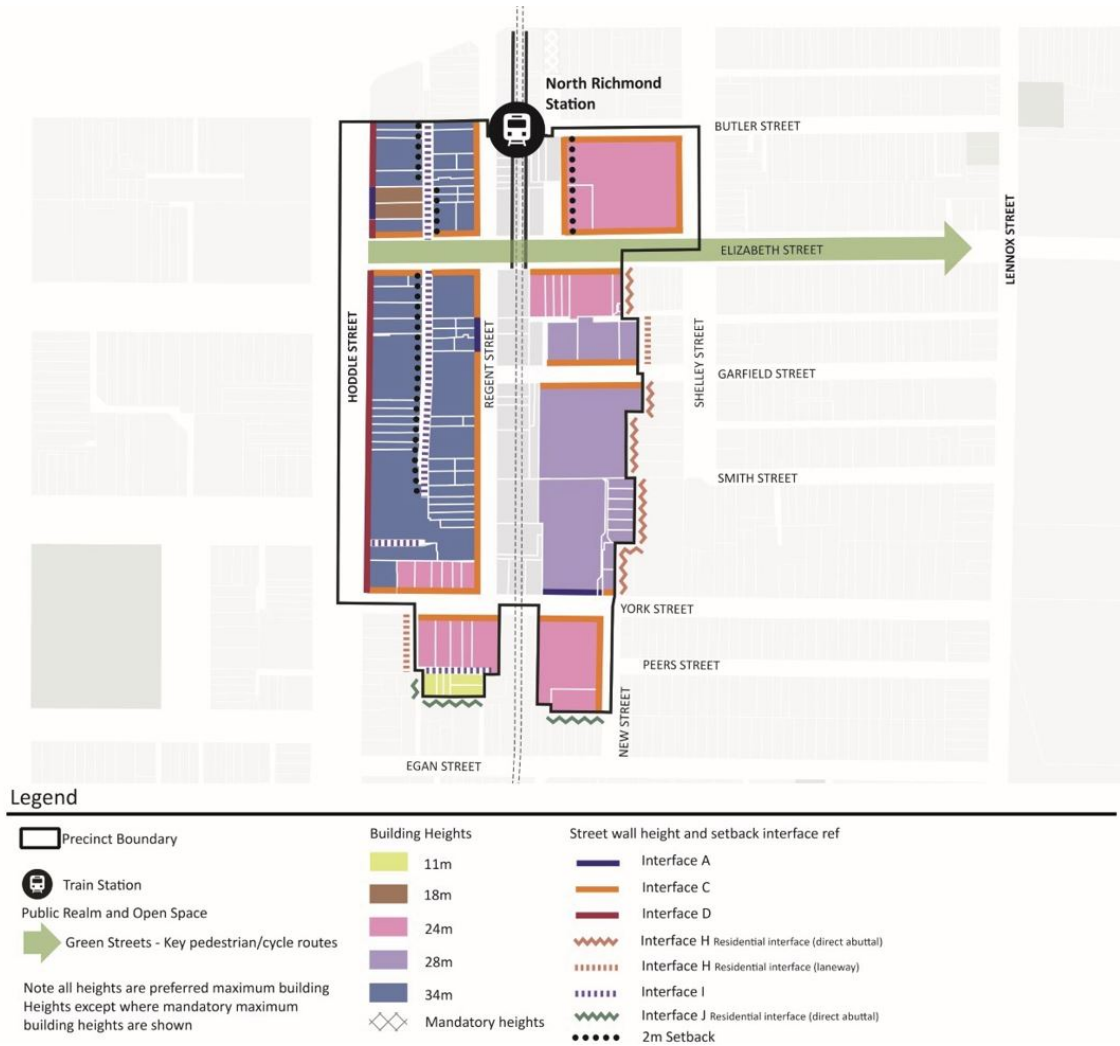 North Richmond
Station
BUTLER STREET
ELIZABETH STREET
LENNOX STREET
HODDLE STREET
REGENT STREET
SHELLEY STREET
GARFIELD STREET
SMITH STREET
YORK STREET
PEERS STREET
NEW STREET
EGAN STREET
Legend
Precinct Boundary
Train Station
Public Realm and Open Space
Green Streets - Key pedestrian/cycle routes
Note all heights are preferred maximum building
Heights except where mandatory maximum
building heights are shown
Building Heights
11m
18m
24m
28m
34m
Mandatory heights
Street wall height and setback interface ref
Interface A
Interface C
Interface D
Interface H Residential interface (direct abuttal)
Interface H Residential interface (laneway)
Interface I
Interface J Residential interface (direct abuttal)
2m Setback